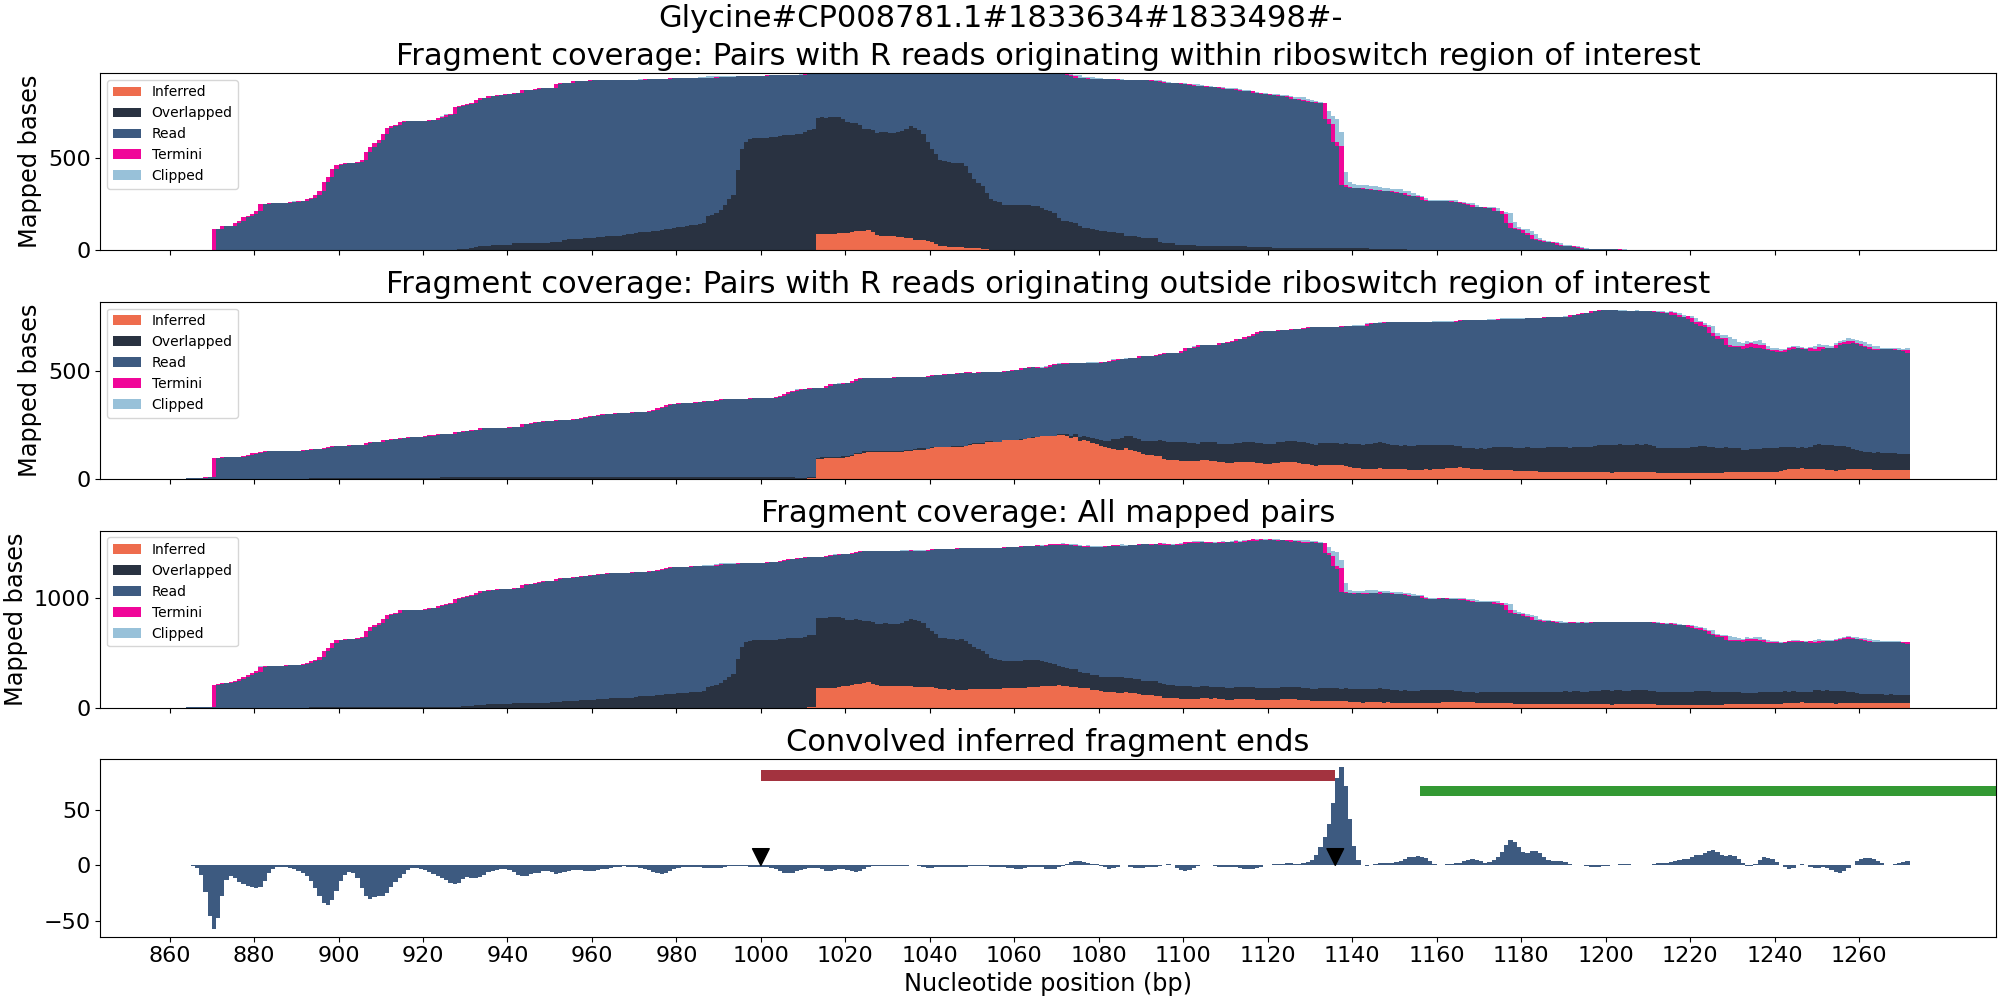 Glycine#CP008781.1#1833634#1833498#-
Fragment coverage: Pairs with R reads originating within riboswitch region of interest
Mapped bases
500
0
Inferred
Overlapped
Read
Termini
Clipped
Fragment coverage: Pairs with R reads originating outside riboswitch region of interest
Mapped bases
500
0
Inferred
Overlapped
Read
Termini
Clipped
Fragment coverage: All mapped pairs
Mapped bases
1000
0
Inferred
Overlapped
Read
Termini
Clipped
Convolved inferred fragment ends
50
0
−50
860 880 900 920 940 960 980 1000 1020 1040 1060 1080 1100 1120 1140 1160 1180 1200 1220 1240 1260
Nucleotide position (bp)